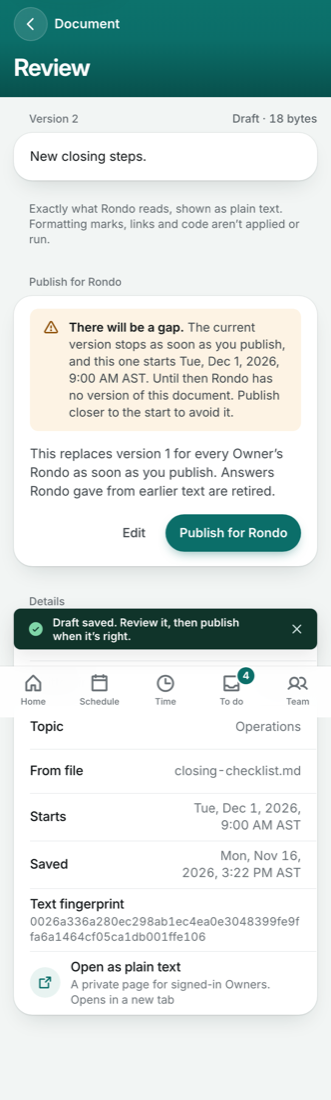 Document
Review
Version 2
Draft · 18 bytes
New closing steps.
Exactly what Rondo reads, shown as plain text.
Formatting marks, links and code aren’t applied or
run.
Publish for Rondo
There will be a gap. The current
version stops as soon as you publish,
and this one starts Tue, Dec 1, 2026,
9:00 AM AST. Until then Rondo has
no version of this document. Publish
closer to the start to avoid it.
This replaces version 1 for every Owner’s
Rondo as soon as you publish. Answers
Rondo gave from earlier text are retired.
Edit
Publish for Rondo
Details
Draft saved. Review it, then publish
when it’s right.
4
Home
Schedule
Time
To do
Team
Topic
Operations
From file
closing-checklist.md
Starts
Tue, Dec 1, 2026,
9:00 AM AST
Saved
Mon, Nov 16,
2026, 3:22 PM AST
Text fingerprint
0026a336a280ec298ab1ec4ea0e3048399fe9f
fa6a1464cf05ca1db001ffe106
Open as plain text
A private page for signed-in Owners.
Opens in a new tab